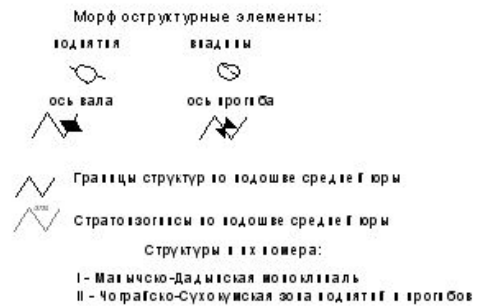 Морфоструктурные элементы:
поднятия впадины
ось вала ось прогиба
Границы структур по подошве средней юры
Стратоизогипсы по подошве средней юры
Структуры и их номера:
I - Манычско-Дадынская моноклиналь
II - Чограйско-Сухокумская зона поднятий и прогибов